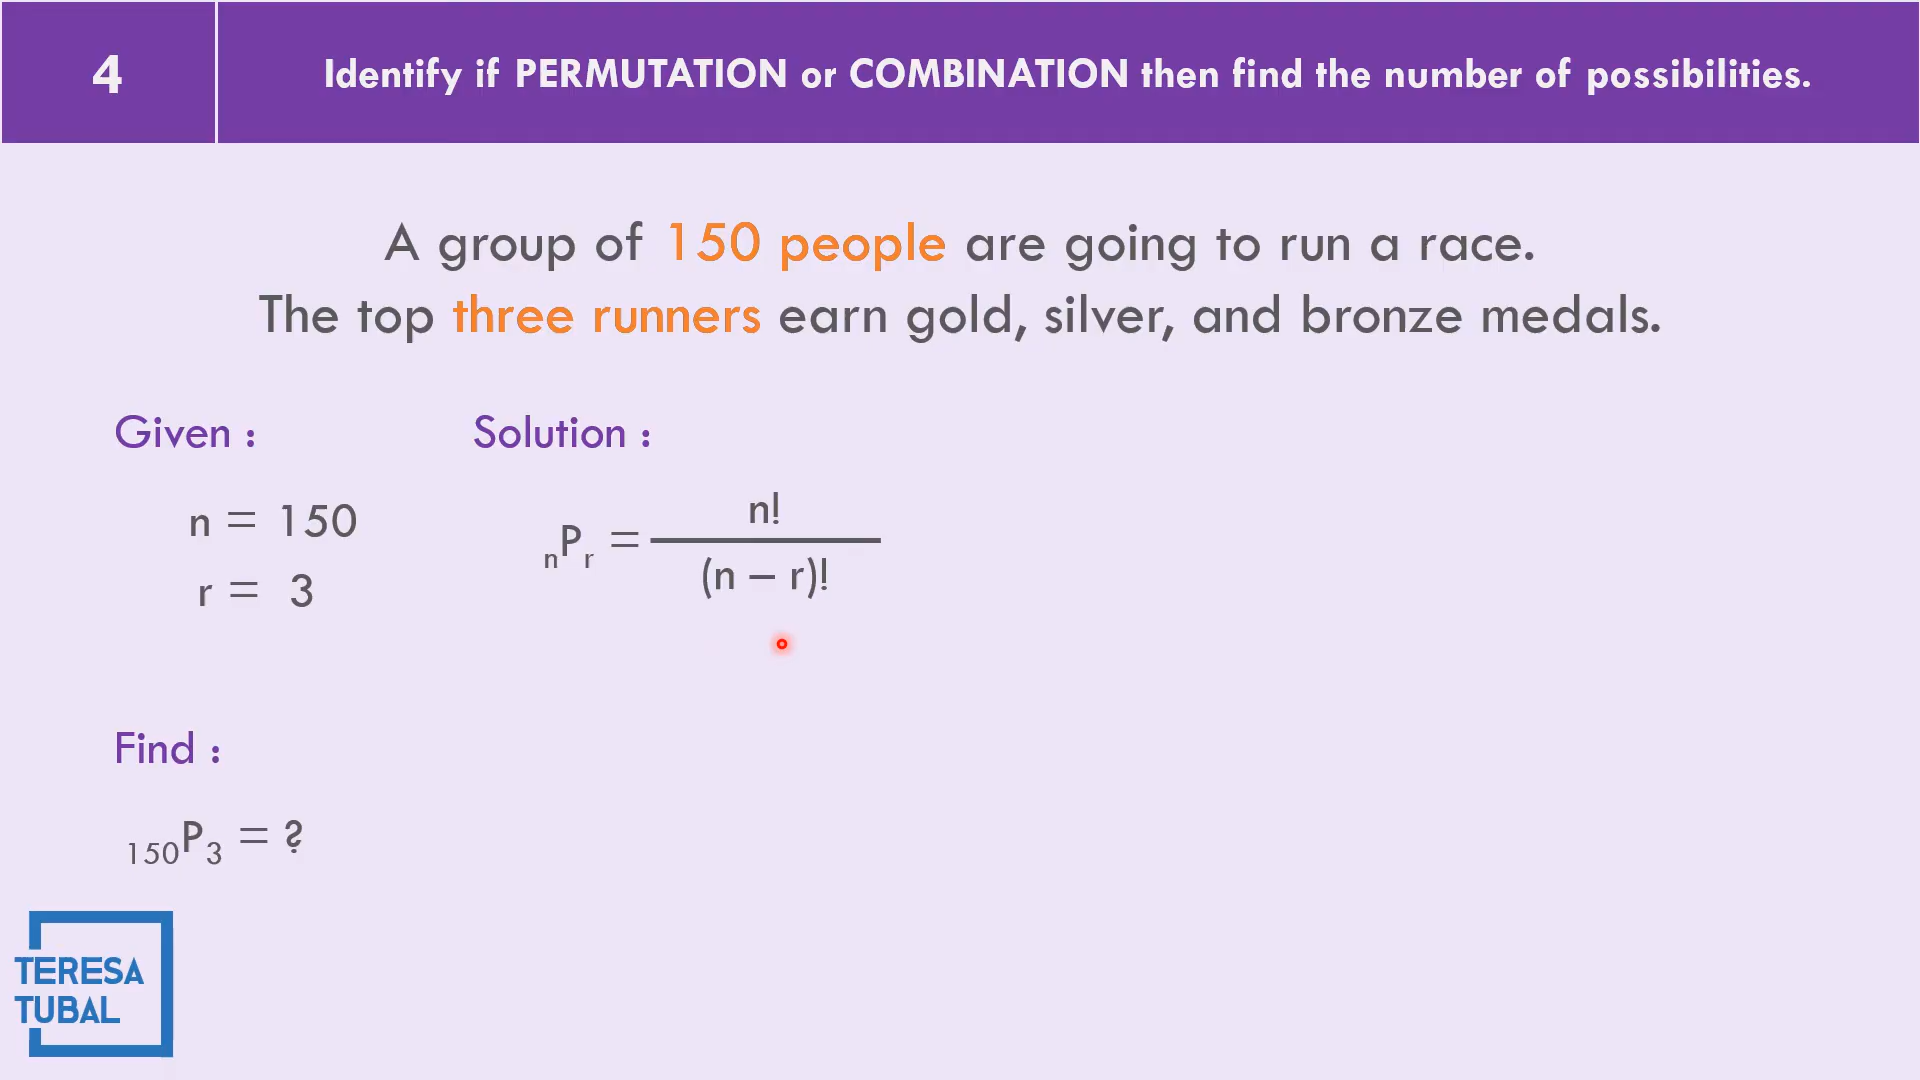 4
Identify if PERMUTATION or COMBINATION then find the number of possibilities.
A group of 150 people are going to run a race.
The top three runners earn gold, silver, and bronze medals.
Given :
n = 150
r = 3
Solution :
nPr = n! / (n – r)!
Find :
150P3 = ?
TERESA
TUBAL